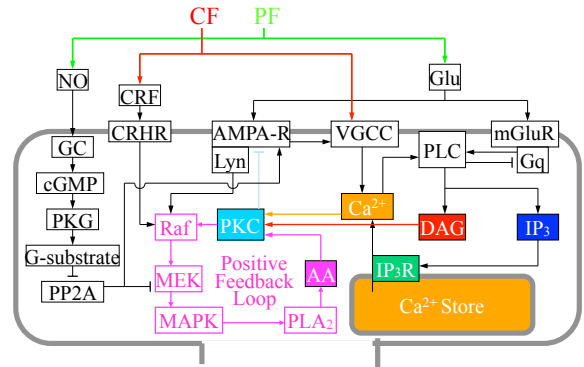 CF PF
NO CRF Glu
CRHR AMPA-R VGCC mGluR
GC Lyn PLC Gq
cGMP
PKG Raf PKC Ca²⁺ DAG IP₃
G-substrate
PP2A MEK Positive
Feedback
Loop AA IP₃R
MAPK PLA₂ Ca²⁺ Store